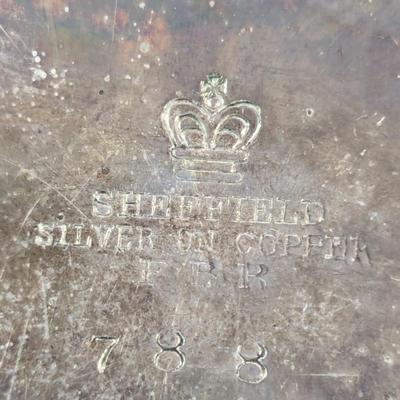 SHEFFIELD
SILVER ON COPPER
E B R
788